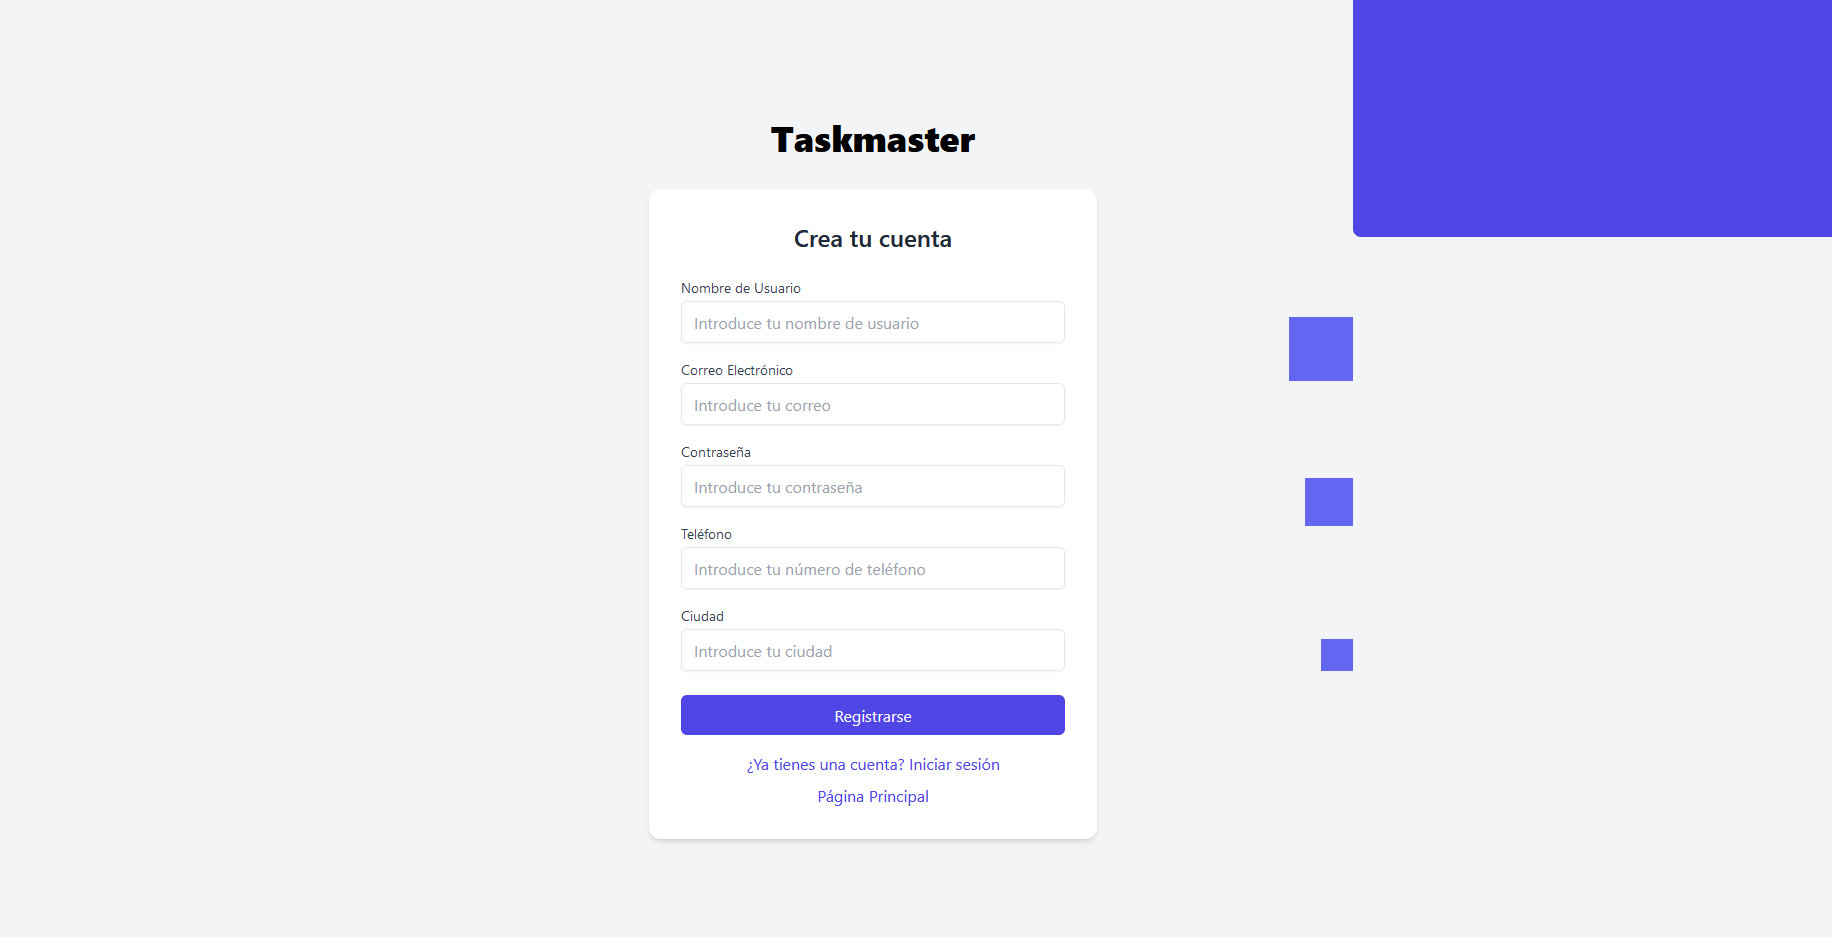 Taskmaster
Crea tu cuenta
Nombre de Usuario
Introduce tu nombre de usuario
Correo Electrónico
Introduce tu correo
Contraseña
Introduce tu contraseña
Teléfono
Introduce tu número de teléfono
Ciudad
Introduce tu ciudad
Registrarse
¿Ya tienes una cuenta? Iniciar sesión
Página Principal